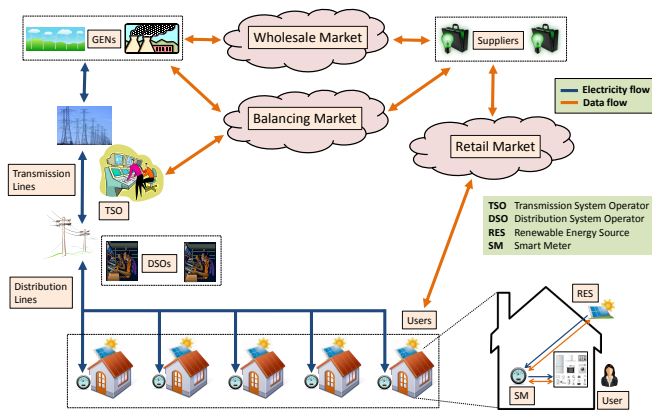 GENs
Wholesale Market
Suppliers
Balancing Market
Electricity flow
Data flow
Retail Market
Transmission
Lines
TSO
TSO Transmission System Operator
DSO Distribution System Operator
RES Renewable Energy Source
SM Smart Meter
DSOs
Distribution
Lines
Users
RES
SM
User